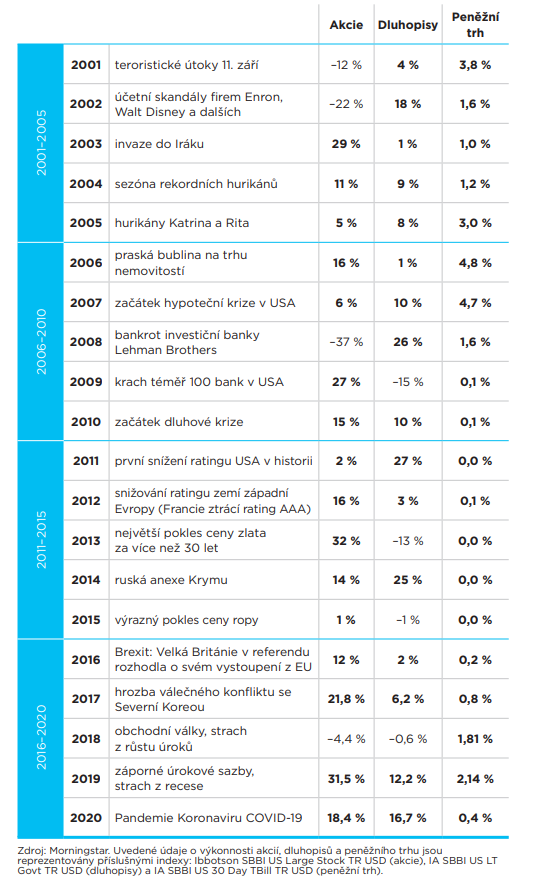 Akcie Dluhopisy Peněžní
trh
2001–2005
2001 teroristické útoky 11. září –12 % 4 % 3,8 %
2002 účetní skandály firem Enron,
Walt Disney a dalších –22 % 18 % 1,6 %
2003 invaze do Iráku 29 % 1 % 1,0 %
2004 sezóna rekordních hurikánů 11 % 9 % 1,2 %
2005 hurikány Katrina a Rita 5 % 8 % 3,0 %
2006–2010
2006 praská bublina na trhu
nemovitostí 16 % 1 % 4,8 %
2007 začátek hypoteční krize v USA 6 % 10 % 4,7 %
2008 bankrot investiční banky
Lehman Brothers –37 % 26 % 1,6 %
2009 krach téměř 100 bank v USA 27 % –15 % 0,1 %
2010 začátek dluhové krize 15 % 10 % 0,1 %
2011–2015
2011 první snížení ratingu USA v historii 2 % 27 % 0,0 %
2012 snižování ratingu zemí západní
Evropy (Francie ztrácí rating AAA) 16 % 3 % 0,1 %
2013 největší pokles ceny zlata
za více než 30 let 32 % –13 % 0,0 %
2014 ruská anexe Krymu 14 % 25 % 0,0 %
2015 výrazný pokles ceny ropy 1 % –1 % 0,0 %
2016–2020
2016 Brexit: Velká Británie v referendu
rozhodla o svém vystoupení z EU 12 % 2 % 0,2 %
2017 hrozba válečného konfliktu se
Severní Koreou 21,8 % 6,2 % 0,8 %
2018 obchodní války, strach
z růstu úroků –4,4 % –0,6 % 1,81 %
2019 záporné úrokové sazby,
strach z recese 31,5 % 12,2 % 2,14 %
2020 Pandemie Koronaviru COVID-19 18,4 % 16,7 % 0,4 %
Zdroj: Morningstar. Uvedené údaje o výkonnosti akcií, dluhopisů a peněžního trhu jsou
reprezentovány příslušnými indexy: Ibbotson SBBI US Large Stock TR USD (akcie), IA SBBI US LT
Govt TR USD (dluhopisy) a IA SBBI US 30 Day TBill TR USD (peněžní trh).